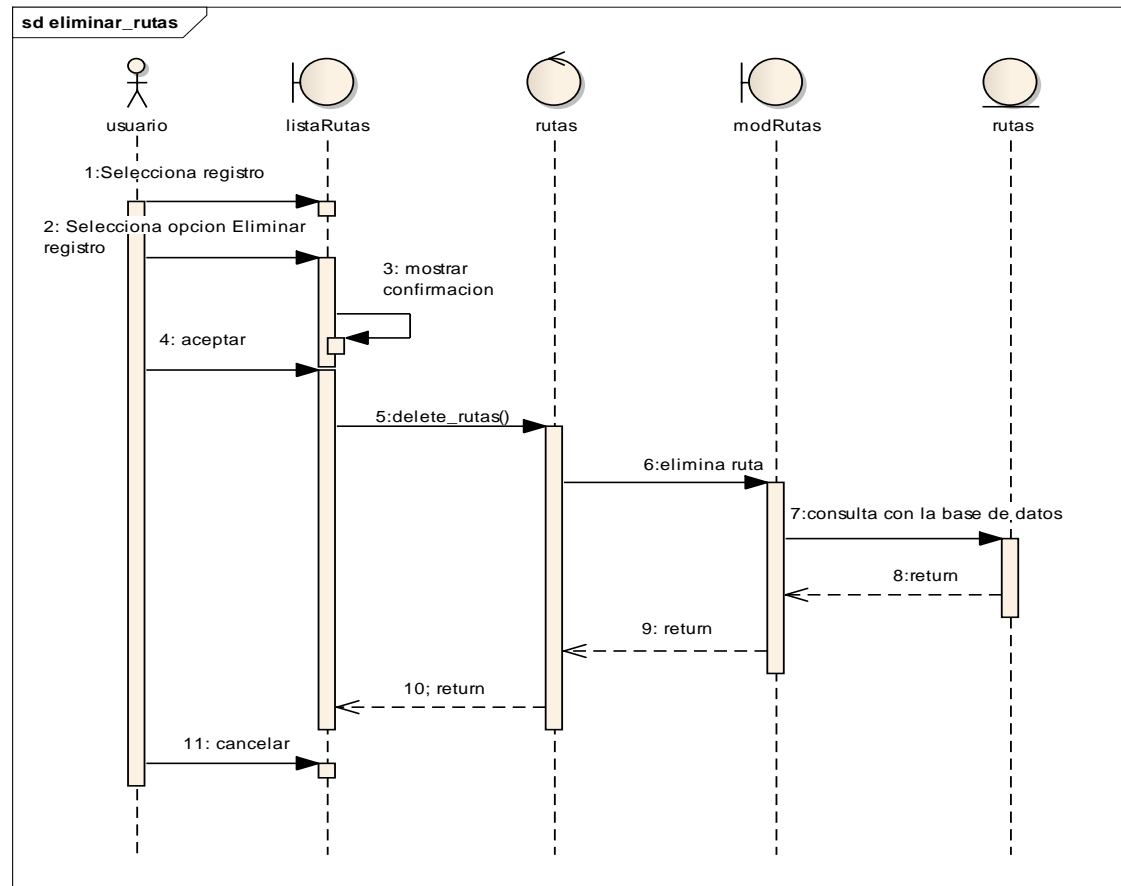 sd eliminar_rutas
usuario
listaRutas
rutas
modRutas
rutas
1:Selecciona registro
2: Selecciona opcion Eliminar
registro
3: mostrar
confirmacion
4: aceptar
5:delete_rutas()
6:elimina ruta
7:consulta con la base de datos
8:return
9: return
10; return
11: cancelar